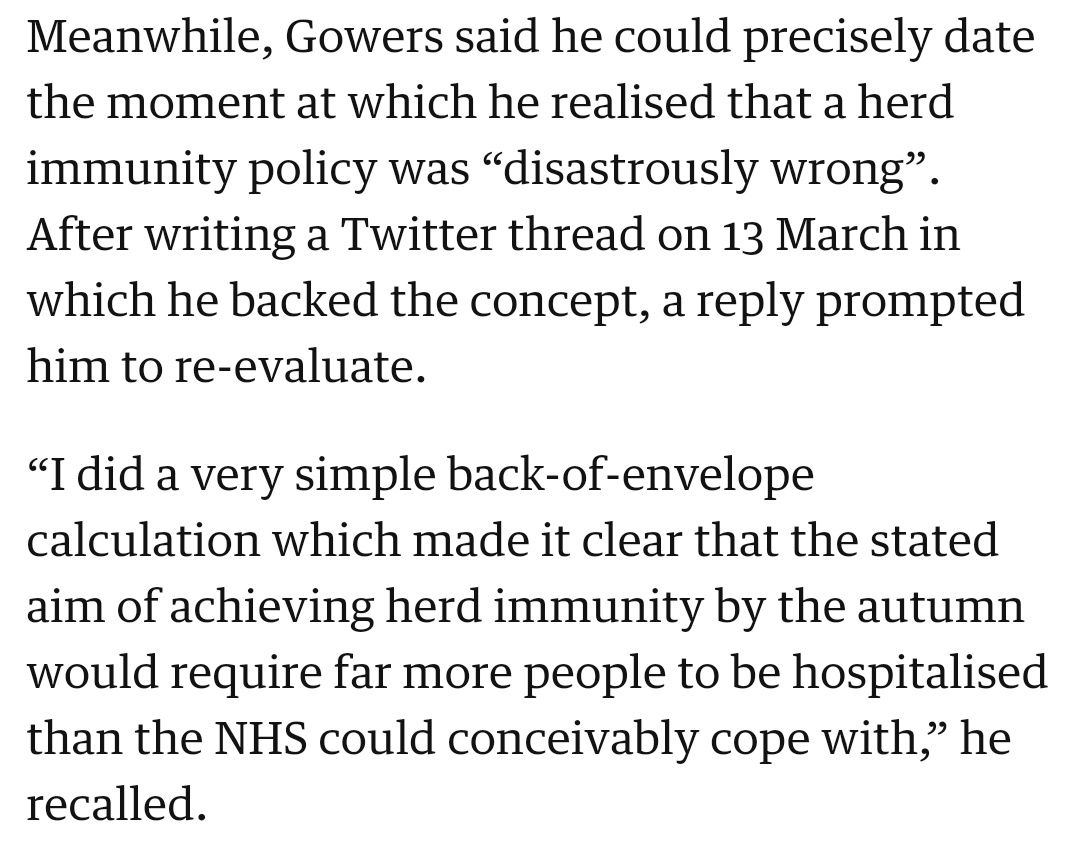 Meanwhile, Gowers said he could precisely date
the moment at which he realised that a herd
immunity policy was “disastrously wrong”.
After writing a Twitter thread on 13 March in
which he backed the concept, a reply prompted
him to re-evaluate.
“I did a very simple back-of-envelope
calculation which made it clear that the stated
aim of achieving herd immunity by the autumn
would require far more people to be hospitalised
than the NHS could conceivably cope with,” he
recalled.